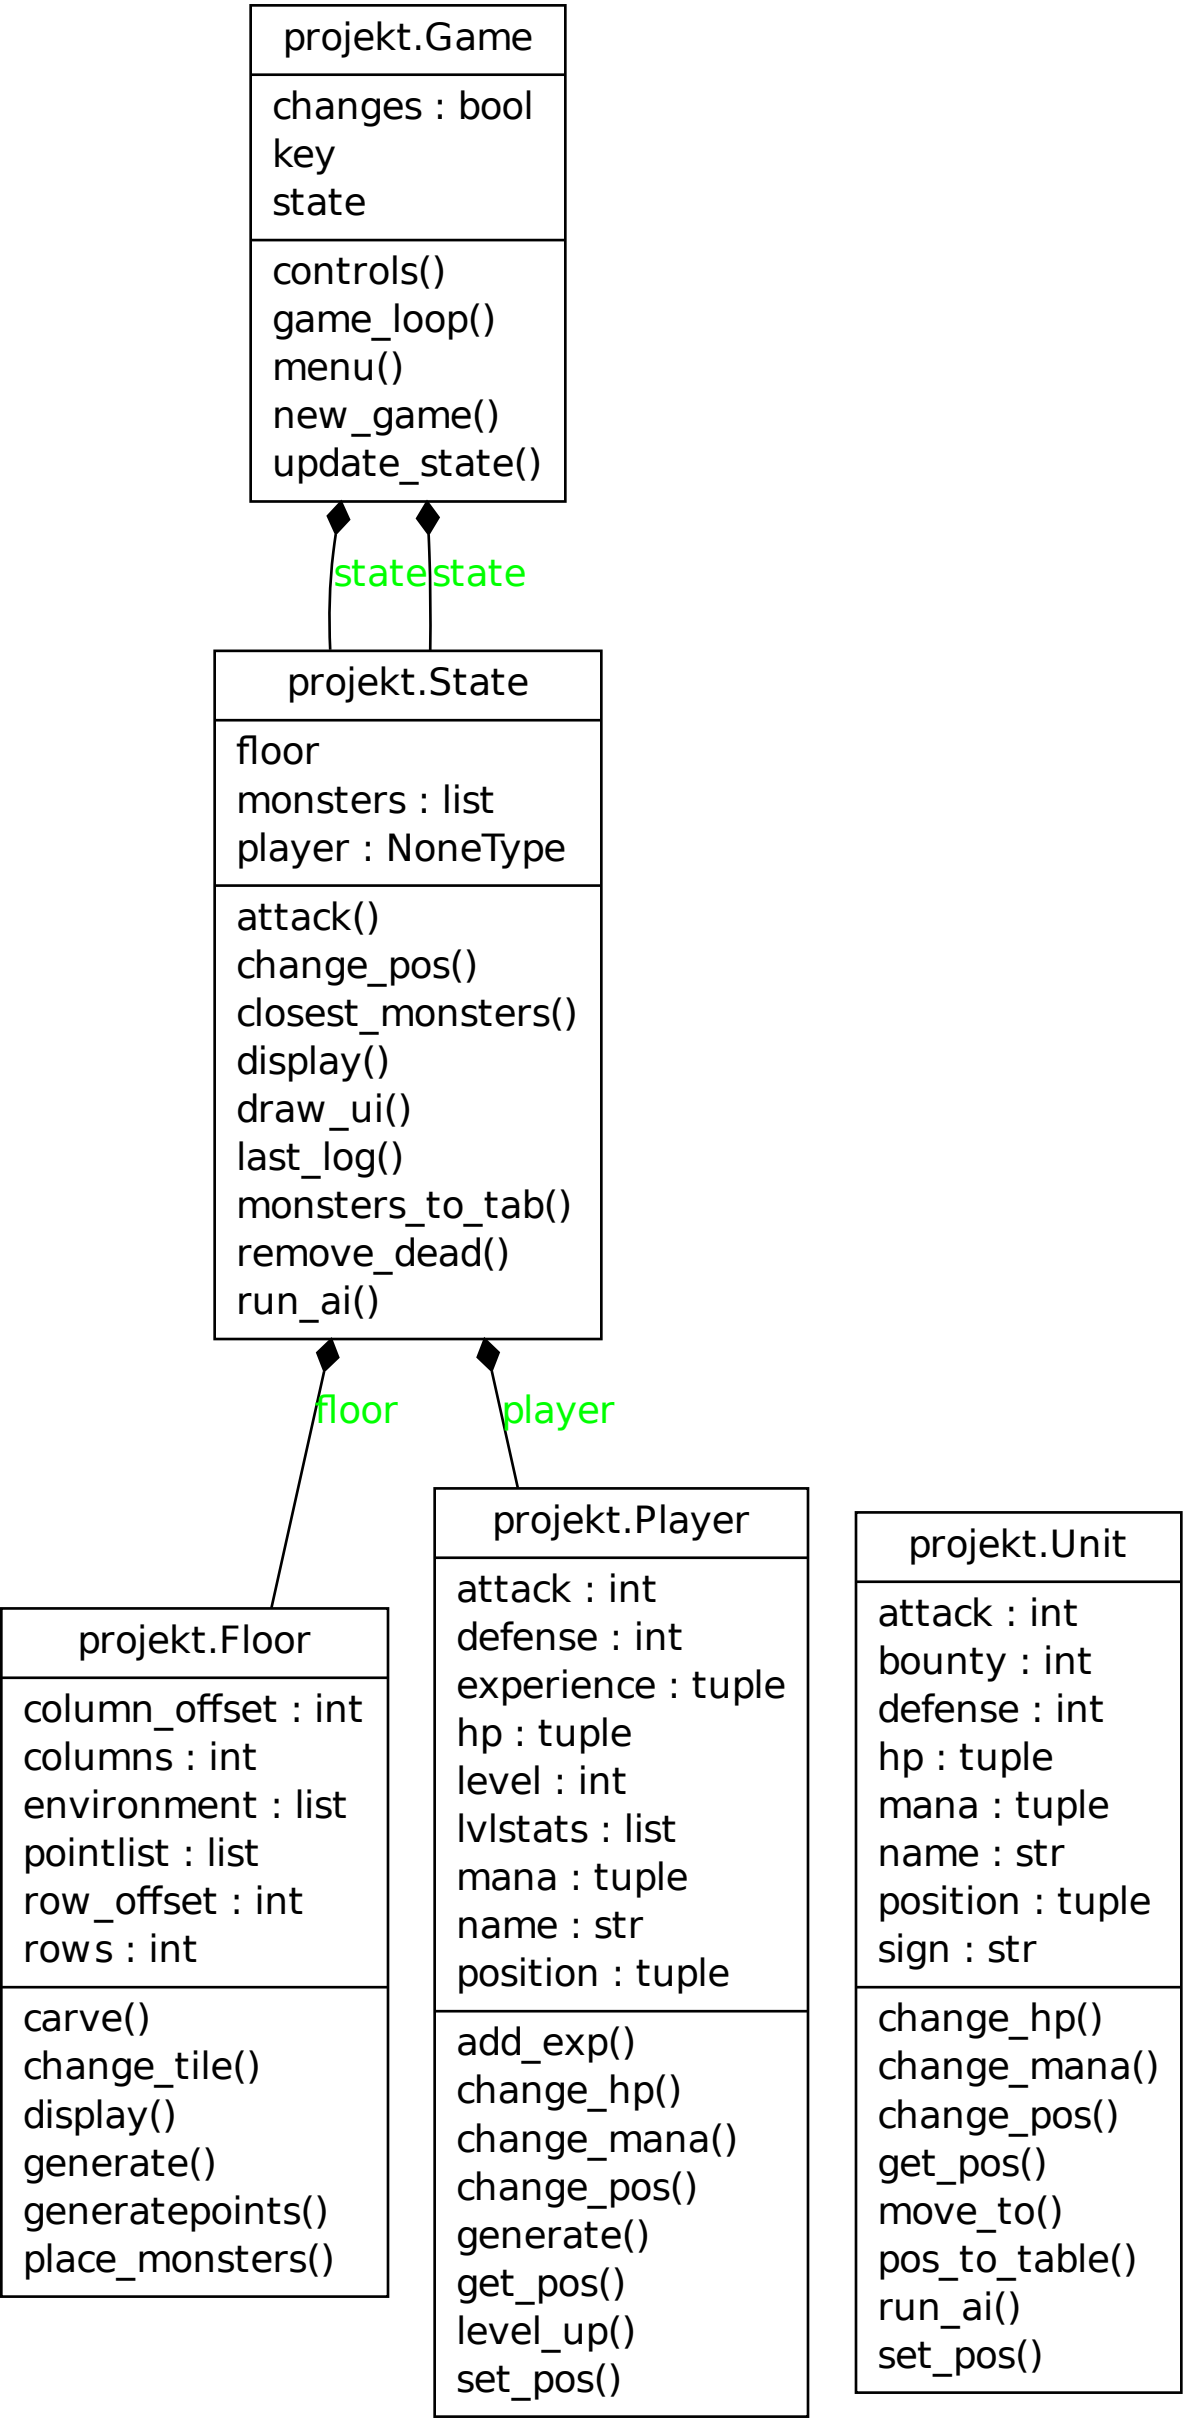 projekt.Game
changes : bool
key
state
controls()
game_loop()
menu()
new_game()
update_state()
state
state
projekt.State
floor
monsters : list
player : NoneType
attack()
change_pos()
closest_monsters()
display()
draw_ui()
last_log()
monsters_to_tab()
remove_dead()
run_ai()
floor
player
projekt.Floor
column_offset : int
columns : int
environment : list
pointlist : list
row_offset : int
rows : int
carve()
change_tile()
display()
generate()
generatepoints()
place_monsters()
projekt.Player
attack : int
defense : int
experience : tuple
hp : tuple
level : int
lvlstats : list
mana : tuple
name : str
position : tuple
add_exp()
change_hp()
change_mana()
change_pos()
generate()
get_pos()
level_up()
set_pos()
projekt.Unit
attack : int
bounty : int
defense : int
hp : tuple
mana : tuple
name : str
position : tuple
sign : str
change_hp()
change_mana()
change_pos()
get_pos()
move_to()
pos_to_table()
run_ai()
set_pos()